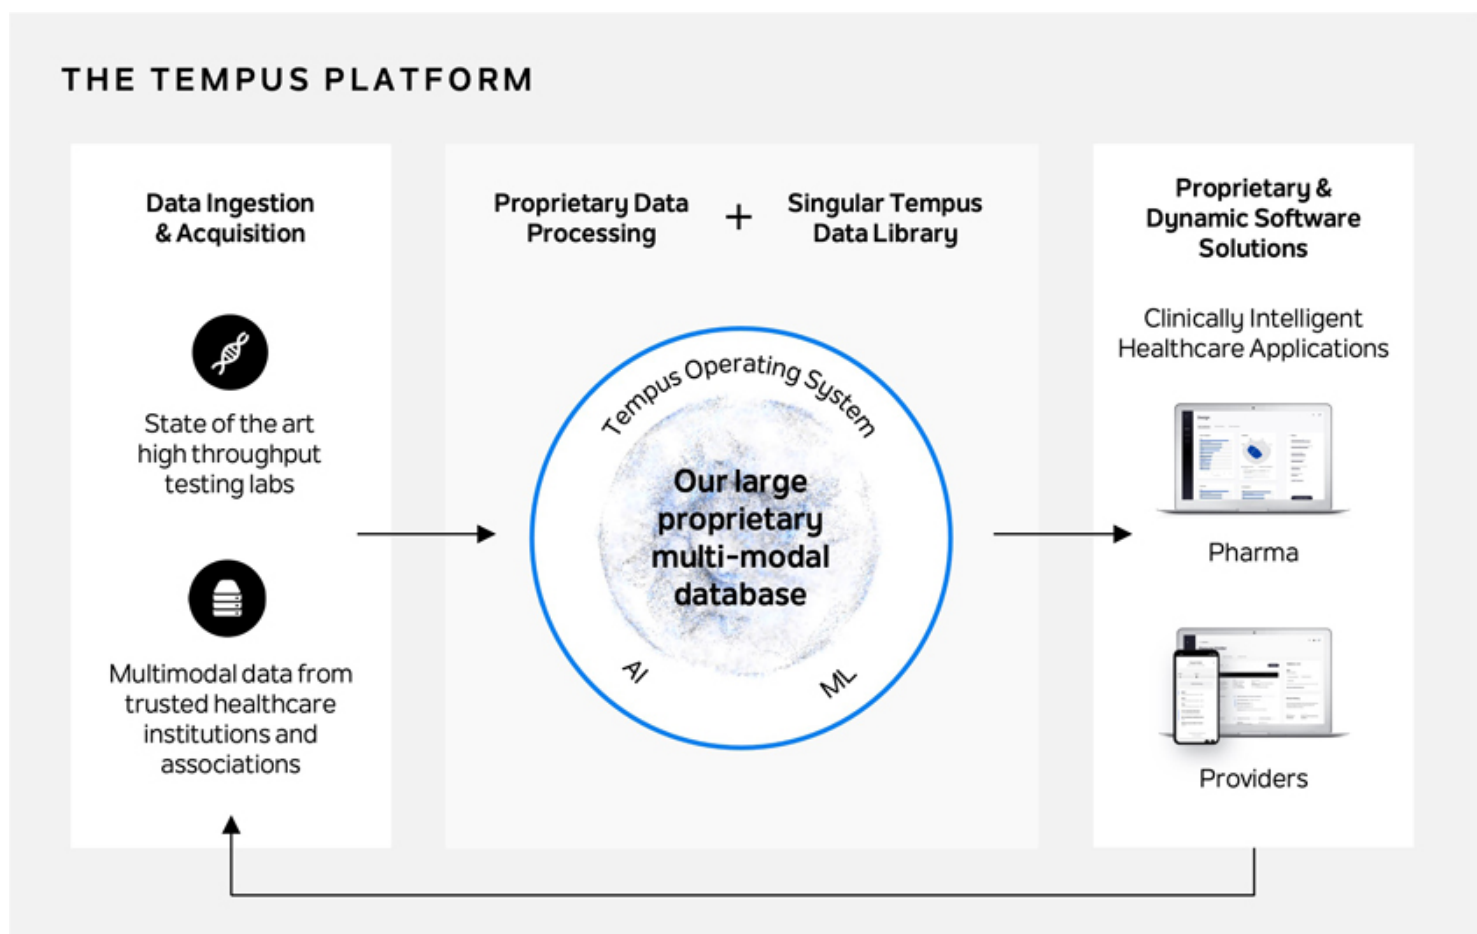 THE TEMPUS PLATFORM
Data Ingestion
& Acquisition
State of the art
high throughput
testing labs
Multimodal data from
trusted healthcare
institutions and
associations
Proprietary Data
Processing
+
Singular Tempus
Data Library
Tempus Operating System
Our large
proprietary
multi-modal
database
AI
ML
Proprietary &
Dynamic Software
Solutions
Clinically Intelligent
Healthcare Applications
Pharma
Providers